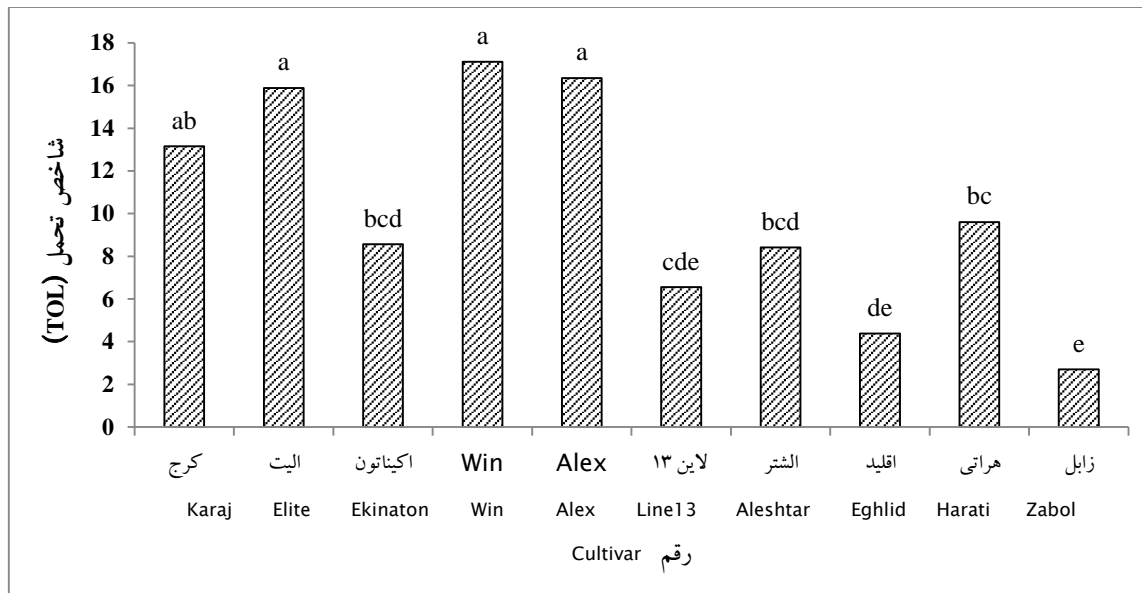 شاخص تحمل (TOL)
18
16
14
12
10
8
6
4
2
0
ab
a
bcd
a
a
cde
bcd
de
bc
e
کرج الیت اکیناتون Win Alex لاین ۱۳ الشتر اقلید هراتی زابل
Karaj Elite Ekinaton Win Alex Line13 Aleshtar Eghlid Harati Zabol
Cultivar رقم